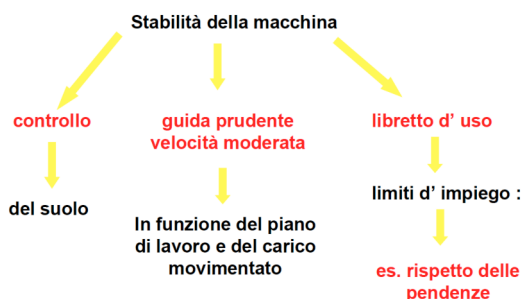 Stabilità della macchina
controllo
del suolo
guida prudente
velocità moderata
In funzione del piano
di lavoro e del carico
movimentato
libretto d' uso
limiti d' impiego :
es. rispetto delle
pendenze